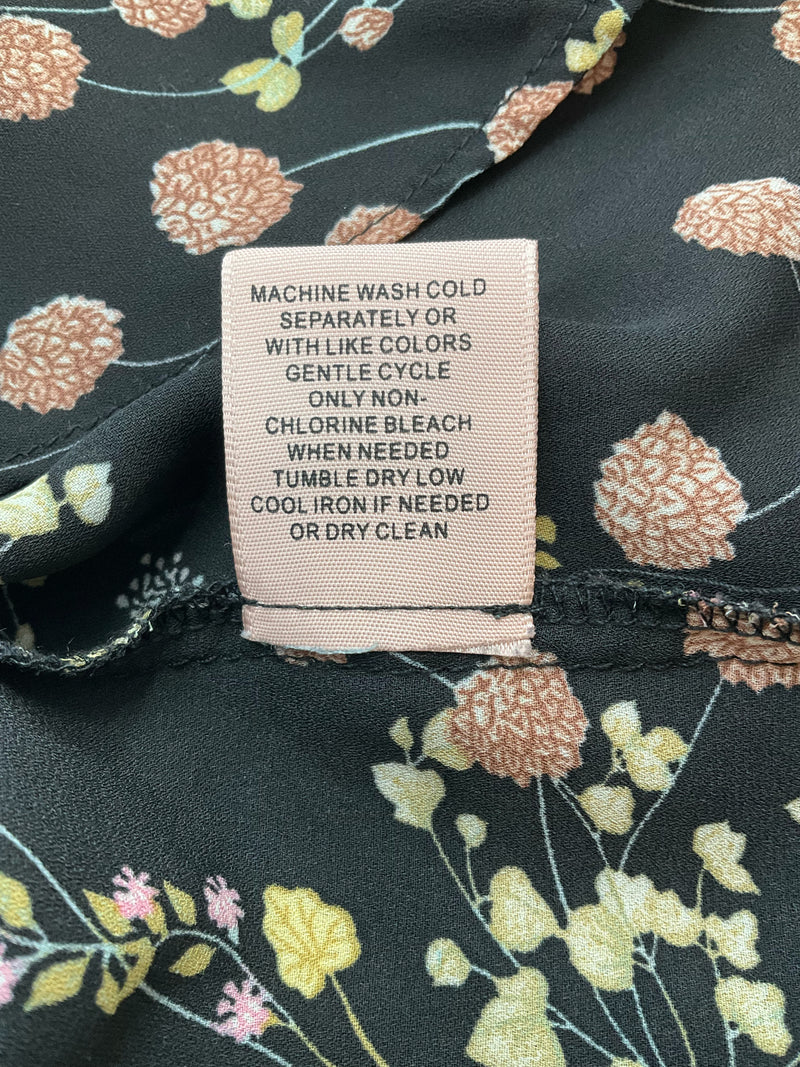 MACHINE WASH COLD
SEPARATELY OR
WITH LIKE COLORS
GENTLE CYCLE
ONLY NON-
CHLORINE BLEACH
WHEN NEEDED
TUMBLE DRY LOW
COOL IRON IF NEEDED
OR DRY CLEAN